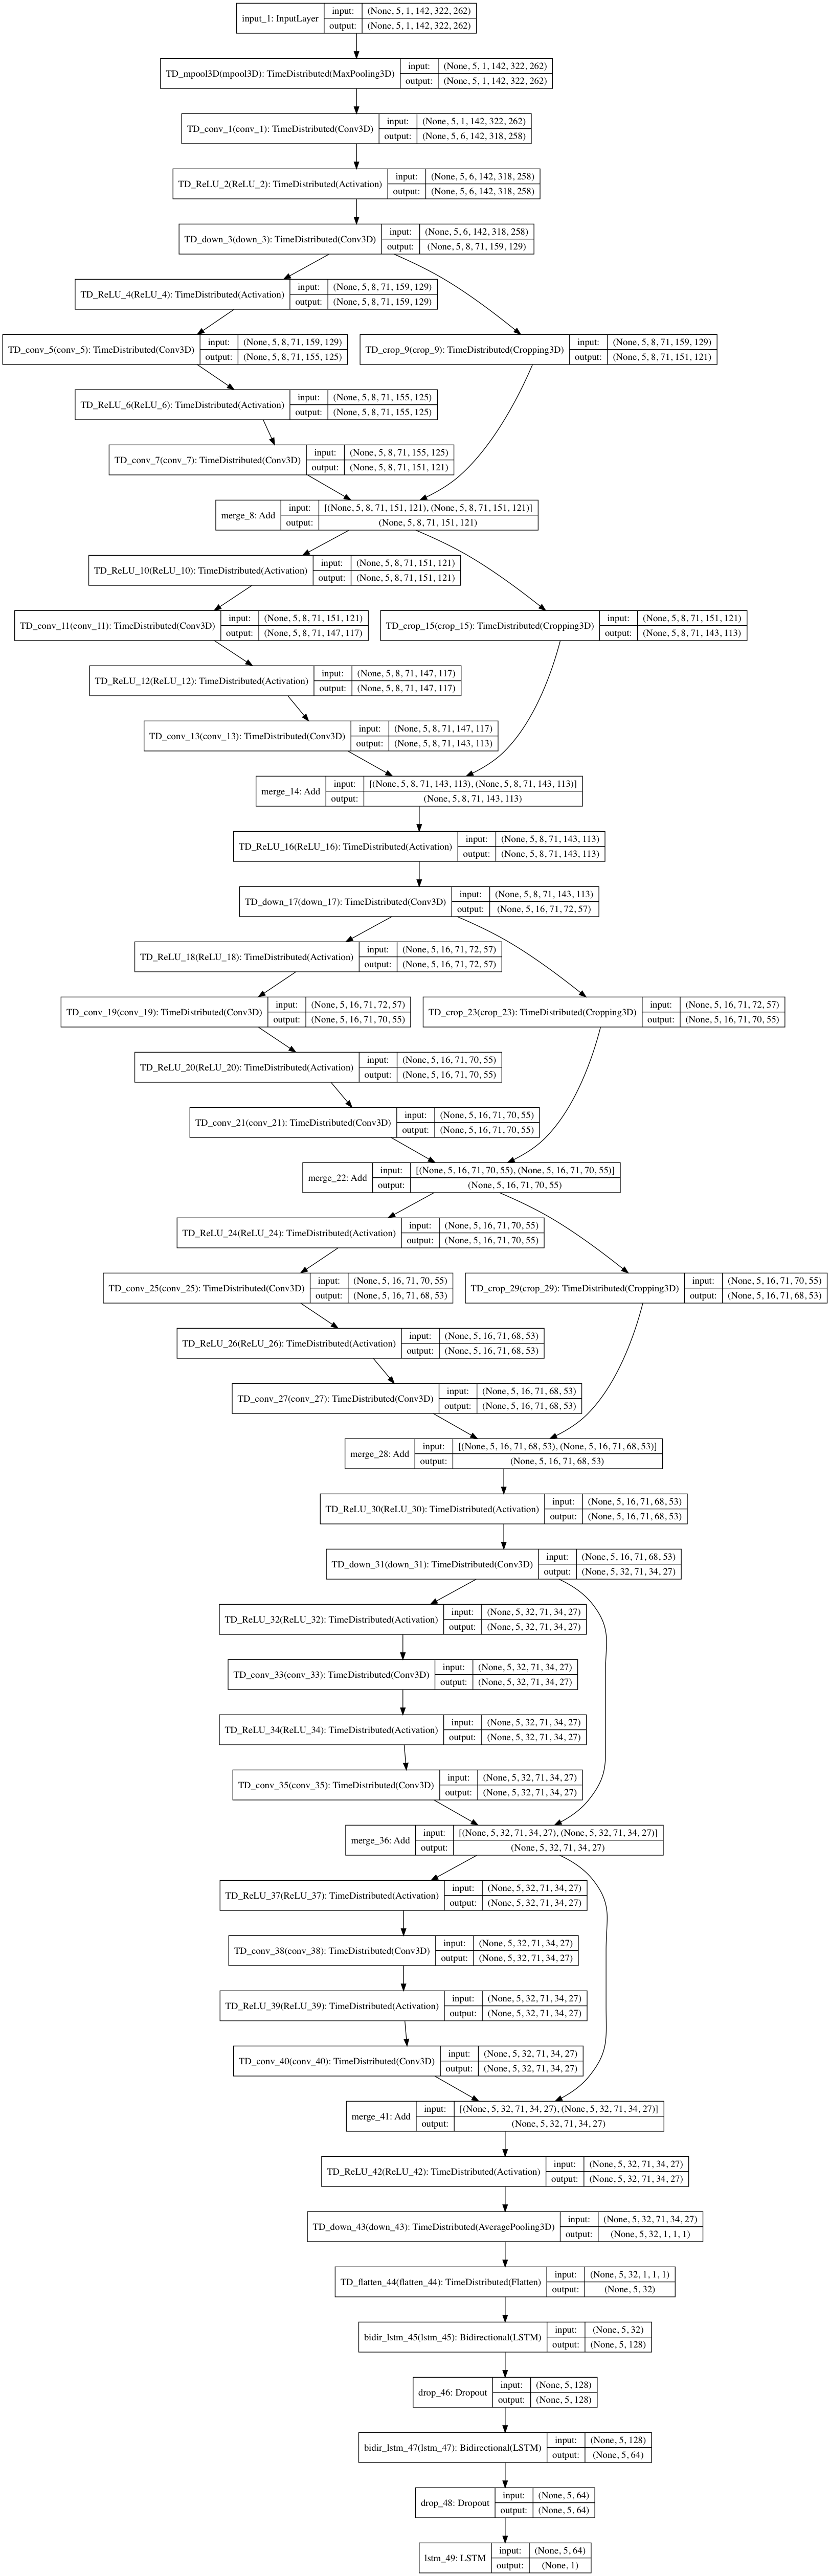 input_1: InputLayer
input: (None, 5, 1, 142, 322, 262)
output: (None, 5, 1, 142, 322, 262)
TD_mpool3D(mpool3D): TimeDistributed(MaxPooling3D)
input: (None, 5, 1, 142, 322, 262)
output: (None, 5, 1, 142, 322, 262)
TD_conv_1(conv_1): TimeDistributed(Conv3D)
input: (None, 5, 1, 142, 322, 262)
output: (None, 5, 6, 142, 318, 258)
TD_ReLU_2(ReLU_2): TimeDistributed(Activation)
input: (None, 5, 6, 142, 318, 258)
output: (None, 5, 6, 142, 318, 258)
TD_down_3(down_3): TimeDistributed(Conv3D)
input: (None, 5, 6, 142, 318, 258)
output: (None, 5, 8, 71, 159, 129)
TD_ReLU_4(ReLU_4): TimeDistributed(Activation)
input: (None, 5, 8, 71, 159, 129)
output: (None, 5, 8, 71, 159, 129)
TD_conv_5(conv_5): TimeDistributed(Conv3D)
input: (None, 5, 8, 71, 159, 129)
output: (None, 5, 8, 71, 155, 125)
TD_crop_9(crop_9): TimeDistributed(Cropping3D)
input: (None, 5, 8, 71, 159, 129)
output: (None, 5, 8, 71, 151, 121)
TD_ReLU_6(ReLU_6): TimeDistributed(Activation)
input: (None, 5, 8, 71, 155, 125)
output: (None, 5, 8, 71, 155, 125)
TD_conv_7(conv_7): TimeDistributed(Conv3D)
input: (None, 5, 8, 71, 155, 125)
output: (None, 5, 8, 71, 151, 121)
merge_8: Add
input: [(None, 5, 8, 71, 151, 121), (None, 5, 8, 71, 151, 121)]
output: (None, 5, 8, 71, 151, 121)
TD_ReLU_10(ReLU_10): TimeDistributed(Activation)
input: (None, 5, 8, 71, 151, 121)
output: (None, 5, 8, 71, 151, 121)
TD_conv_11(conv_11): TimeDistributed(Conv3D)
input: (None, 5, 8, 71, 151, 121)
output: (None, 5, 8, 71, 147, 117)
TD_crop_15(crop_15): TimeDistributed(Cropping3D)
input: (None, 5, 8, 71, 151, 121)
output: (None, 5, 8, 71, 143, 113)
TD_ReLU_12(ReLU_12): TimeDistributed(Activation)
input: (None, 5, 8, 71, 147, 117)
output: (None, 5, 8, 71, 147, 117)
TD_conv_13(conv_13): TimeDistributed(Conv3D)
input: (None, 5, 8, 71, 147, 117)
output: (None, 5, 8, 71, 143, 113)
merge_14: Add
input: [(None, 5, 8, 71, 143, 113), (None, 5, 8, 71, 143, 113)]
output: (None, 5, 8, 71, 143, 113)
TD_ReLU_16(ReLU_16): TimeDistributed(Activation)
input: (None, 5, 8, 71, 143, 113)
output: (None, 5, 8, 71, 143, 113)
TD_down_17(down_17): TimeDistributed(Conv3D)
input: (None, 5, 8, 71, 143, 113)
output: (None, 5, 16, 71, 72, 57)
TD_ReLU_18(ReLU_18): TimeDistributed(Activation)
input: (None, 5, 16, 71, 72, 57)
output: (None, 5, 16, 71, 72, 57)
TD_conv_19(conv_19): TimeDistributed(Conv3D)
input: (None, 5, 16, 71, 72, 57)
output: (None, 5, 16, 71, 70, 55)
TD_crop_23(crop_23): TimeDistributed(Cropping3D)
input: (None, 5, 16, 71, 72, 57)
output: (None, 5, 16, 71, 70, 55)
TD_ReLU_20(ReLU_20): TimeDistributed(Activation)
input: (None, 5, 16, 71, 70, 55)
output: (None, 5, 16, 71, 70, 55)
TD_conv_21(conv_21): TimeDistributed(Conv3D)
input: (None, 5, 16, 71, 70, 55)
output: (None, 5, 16, 71, 70, 55)
merge_22: Add
input: [(None, 5, 16, 71, 70, 55), (None, 5, 16, 71, 70, 55)]
output: (None, 5, 16, 71, 70, 55)
TD_ReLU_24(ReLU_24): TimeDistributed(Activation)
input: (None, 5, 16, 71, 70, 55)
output: (None, 5, 16, 71, 70, 55)
TD_conv_25(conv_25): TimeDistributed(Conv3D)
input: (None, 5, 16, 71, 70, 55)
output: (None, 5, 16, 71, 68, 53)
TD_crop_29(crop_29): TimeDistributed(Cropping3D)
input: (None, 5, 16, 71, 70, 55)
output: (None, 5, 16, 71, 68, 53)
TD_ReLU_26(ReLU_26): TimeDistributed(Activation)
input: (None, 5, 16, 71, 68, 53)
output: (None, 5, 16, 71, 68, 53)
TD_conv_27(conv_27): TimeDistributed(Conv3D)
input: (None, 5, 16, 71, 68, 53)
output: (None, 5, 16, 71, 68, 53)
merge_28: Add
input: [(None, 5, 16, 71, 68, 53), (None, 5, 16, 71, 68, 53)]
output: (None, 5, 16, 71, 68, 53)
TD_ReLU_30(ReLU_30): TimeDistributed(Activation)
input: (None, 5, 16, 71, 68, 53)
output: (None, 5, 16, 71, 68, 53)
TD_down_31(down_31): TimeDistributed(Conv3D)
input: (None, 5, 16, 71, 68, 53)
output: (None, 5, 32, 71, 34, 27)
TD_ReLU_32(ReLU_32): TimeDistributed(Activation)
input: (None, 5, 32, 71, 34, 27)
output: (None, 5, 32, 71, 34, 27)
TD_conv_33(conv_33): TimeDistributed(Conv3D)
input: (None, 5, 32, 71, 34, 27)
output: (None, 5, 32, 71, 34, 27)
TD_ReLU_34(ReLU_34): TimeDistributed(Activation)
input: (None, 5, 32, 71, 34, 27)
output: (None, 5, 32, 71, 34, 27)
TD_conv_35(conv_35): TimeDistributed(Conv3D)
input: (None, 5, 32, 71, 34, 27)
output: (None, 5, 32, 71, 34, 27)
merge_36: Add
input: [(None, 5, 32, 71, 34, 27), (None, 5, 32, 71, 34, 27)]
output: (None, 5, 32, 71, 34, 27)
TD_ReLU_37(ReLU_37): TimeDistributed(Activation)
input: (None, 5, 32, 71, 34, 27)
output: (None, 5, 32, 71, 34, 27)
TD_conv_38(conv_38): TimeDistributed(Conv3D)
input: (None, 5, 32, 71, 34, 27)
output: (None, 5, 32, 71, 34, 27)
TD_ReLU_39(ReLU_39): TimeDistributed(Activation)
input: (None, 5, 32, 71, 34, 27)
output: (None, 5, 32, 71, 34, 27)
TD_conv_40(conv_40): TimeDistributed(Conv3D)
input: (None, 5, 32, 71, 34, 27)
output: (None, 5, 32, 71, 34, 27)
merge_41: Add
input: [(None, 5, 32, 71, 34, 27), (None, 5, 32, 71, 34, 27)]
output: (None, 5, 32, 71, 34, 27)
TD_ReLU_42(ReLU_42): TimeDistributed(Activation)
input: (None, 5, 32, 71, 34, 27)
output: (None, 5, 32, 71, 34, 27)
TD_down_43(down_43): TimeDistributed(AveragePooling3D)
input: (None, 5, 32, 71, 34, 27)
output: (None, 5, 32, 1, 1, 1)
TD_flatten_44(flatten_44): TimeDistributed(Flatten)
input: (None, 5, 32, 1, 1, 1)
output: (None, 5, 32)
bidir_lstm_45(lstm_45): Bidirectional(LSTM)
input: (None, 5, 32)
output: (None, 5, 128)
drop_46: Dropout
input: (None, 5, 128)
output: (None, 5, 128)
bidir_lstm_47(lstm_47): Bidirectional(LSTM)
input: (None, 5, 128)
output: (None, 5, 64)
drop_48: Dropout
input: (None, 5, 64)
output: (None, 5, 64)
lstm_49: LSTM
input: (None, 5, 64)
output: (None, 1)